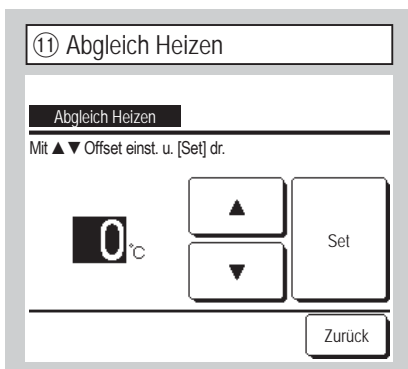 ⑪ Abgleich Heizen
Abgleich Heizen
Mit ▲▼ Offset einst. u. [Set] dr.
▲
0°C
Set
▼
Zurück